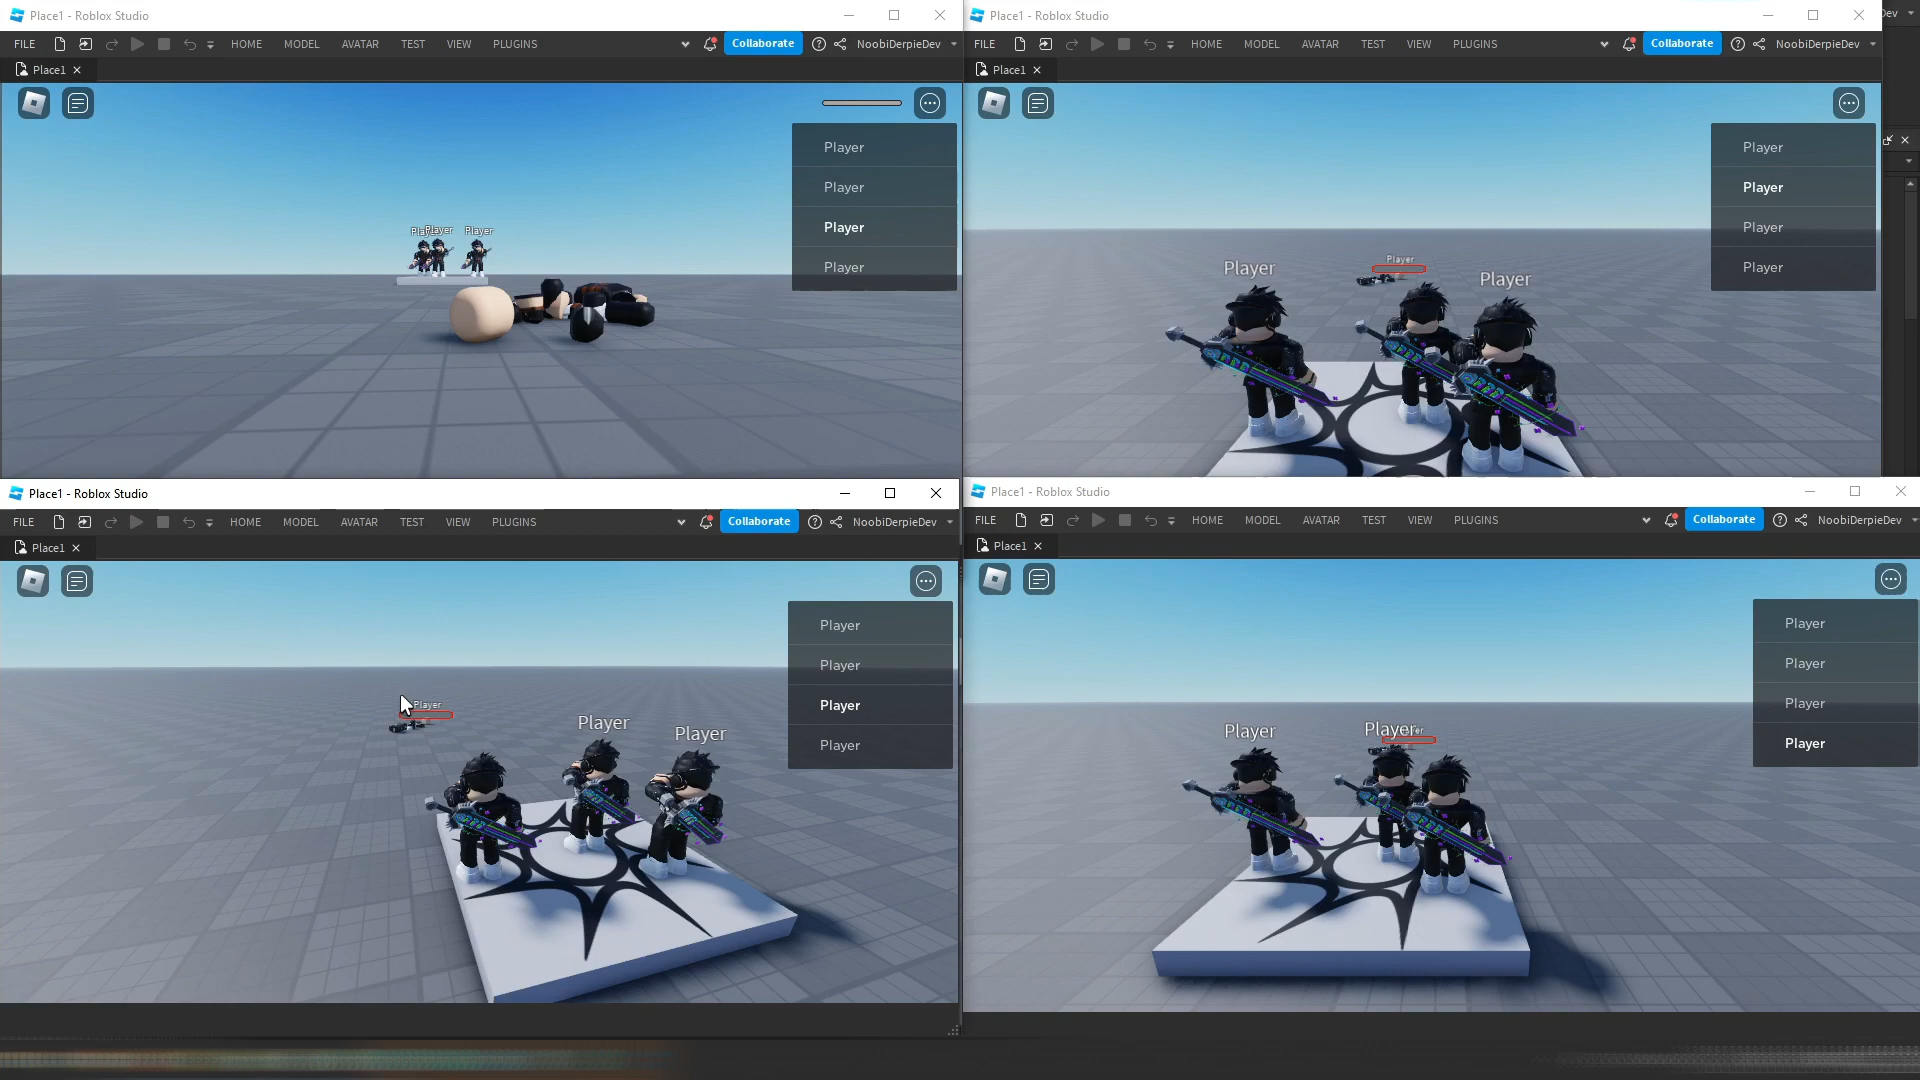 Place1 - Roblox Studio
FILE HOME MODEL AVATAR TEST VIEW PLUGINS Collaborate NoobiDerpieDev
Place1
Player
Player
Player
Player
Player
Player
Player
Place1 - Roblox Studio
FILE HOME MODEL AVATAR TEST VIEW PLUGINS Collaborate NoobiDerpieDev
Dev
Place1
Player
Player
Player
Player
Player
Player
Player
Place1 - Roblox Studio
FILE HOME MODEL AVATAR TEST VIEW PLUGINS Collaborate NoobiDerpieDev
Place1
Player
Player
Player
Player
Player
Player
Player
Place1 - Roblox Studio
FILE HOME MODEL AVATAR TEST VIEW PLUGINS Collaborate NoobiDerpieDev
Place1
Player
Player
Player
Player
Player
Player